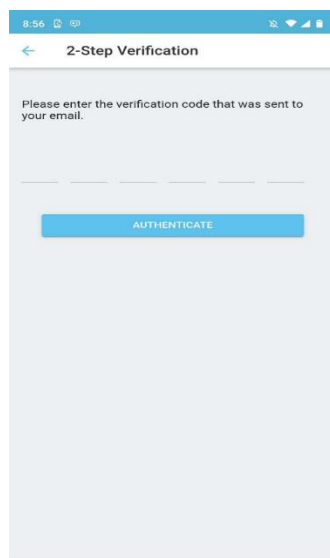 8:56
2-Step Verification
Please enter the verification code that was sent to
your email.
AUTHENTICATE